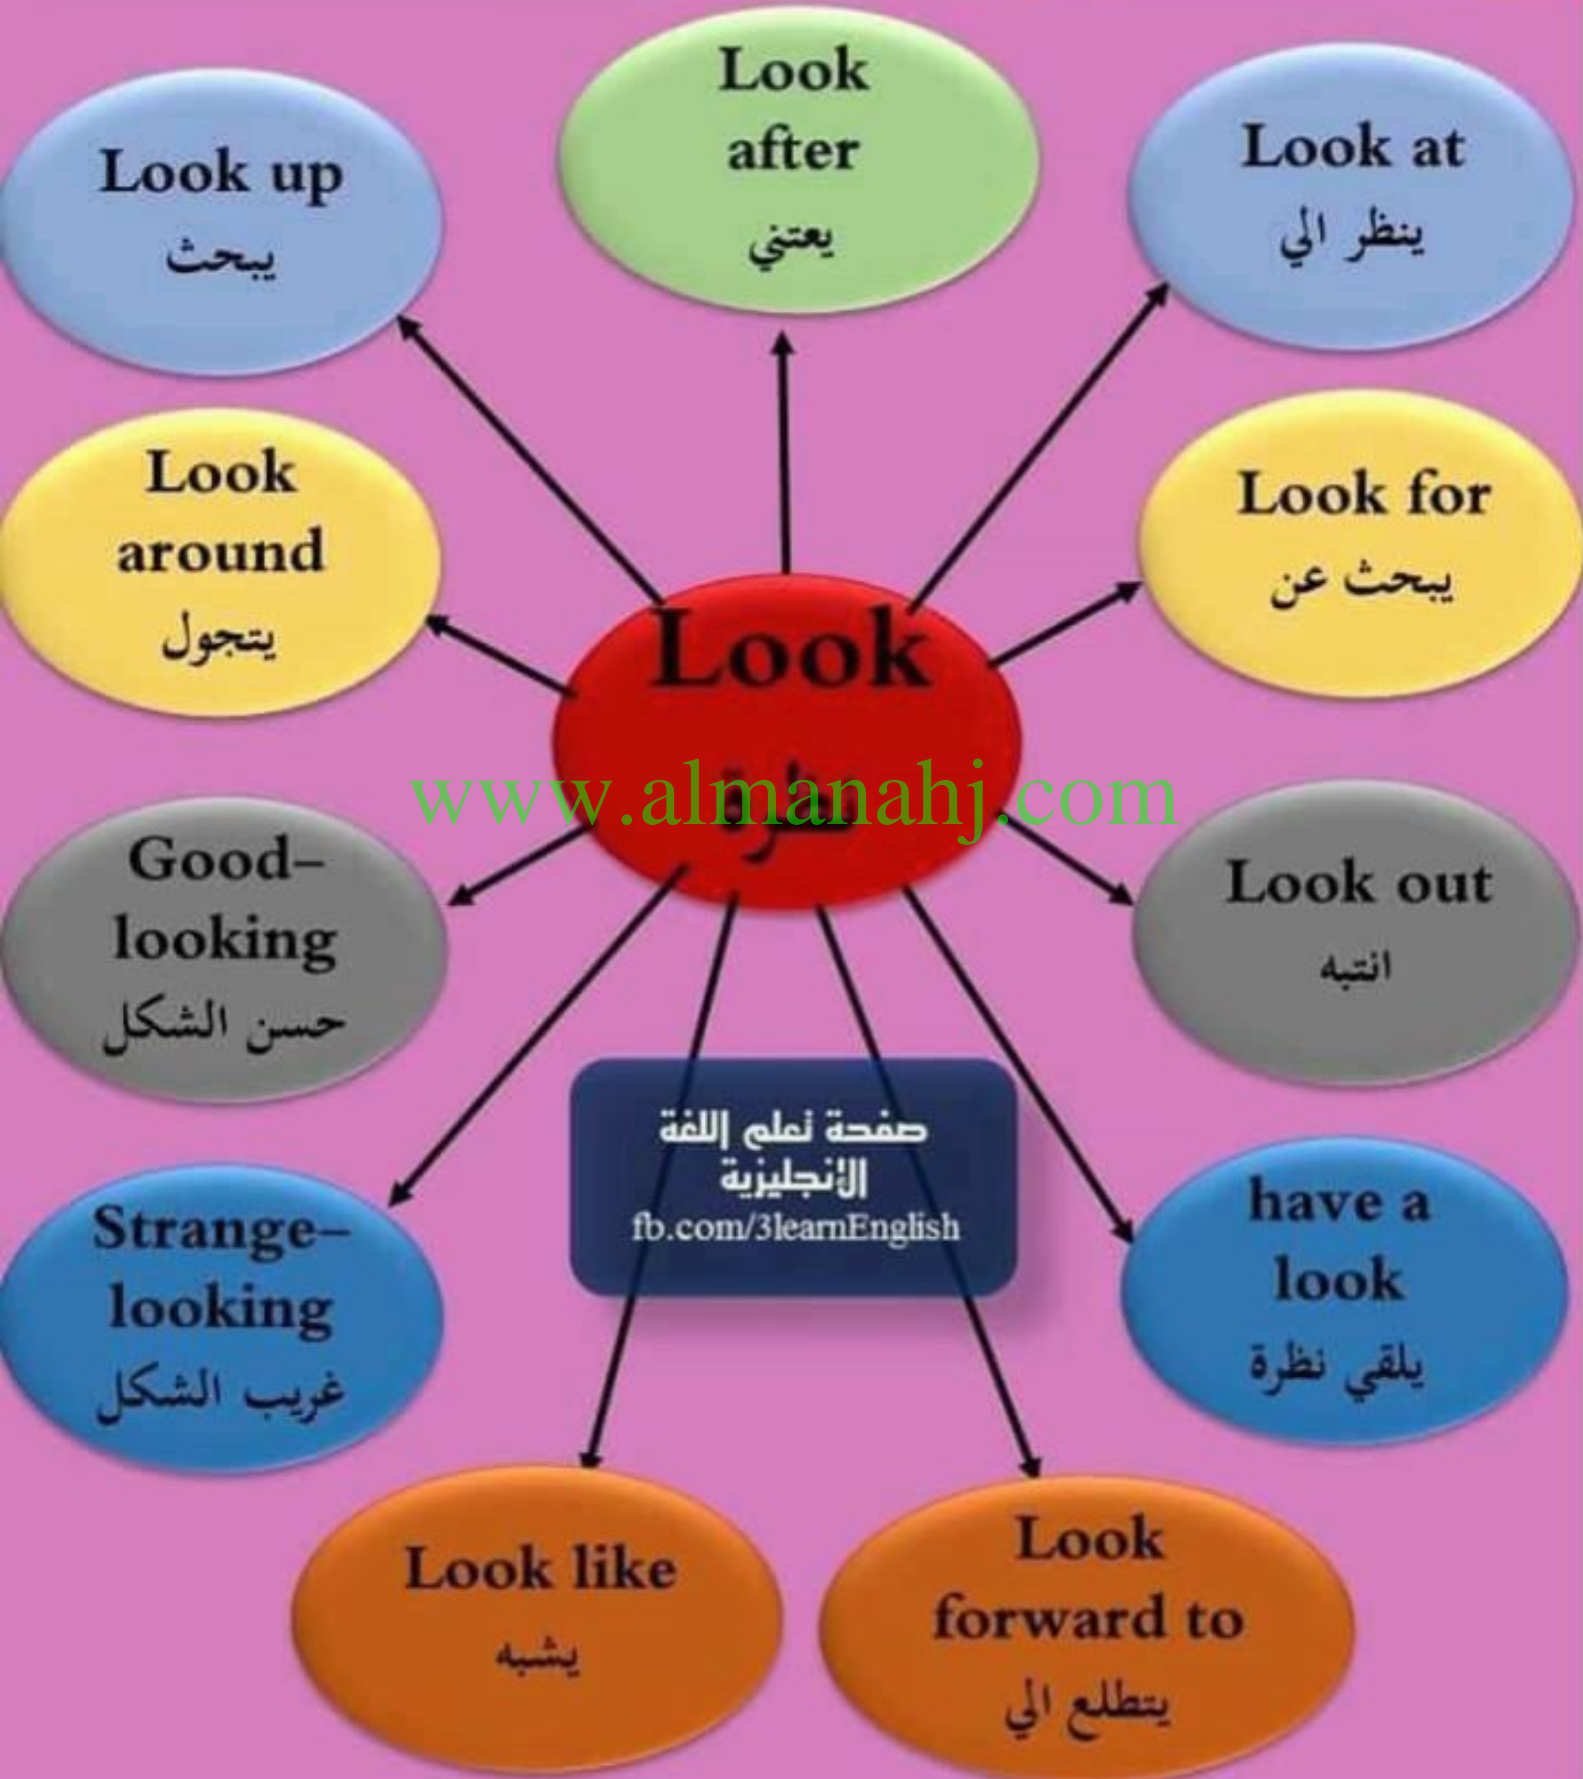 Look
after
يعتني
Look up
يبحث
Look at
ينظر الي
Look
around
يتجول
Look for
يبحث عن
Look
نظرة
www.almanahj.com
Good–
looking
حسن الشكل
Look out
انتبه
صفحة تعلم اللغة
الإنجليزية
fb.com/3learnEnglish
Strange–
looking
غريب الشكل
have a
look
يلقي نظرة
Look like
يشبه
Look
forward to
يتطلع الي